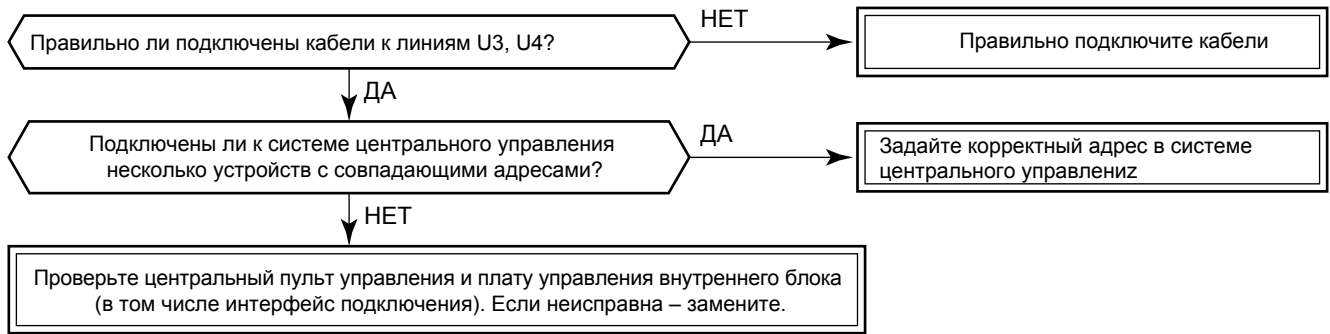 Правильно ли подключены кабели к линиям U3, U4?
НЕТ
Правильно подключите кабели
ДА
Подключены ли к системе центрального управления
несколько устройств с совпадающими адресами?
ДА
Задайте корректный адрес в системе
центрального управлениz
НЕТ
Проверьте центральный пульт управления и плату управления внутреннего блока
(в том числе интерфейс подключения). Если неисправна – замените.